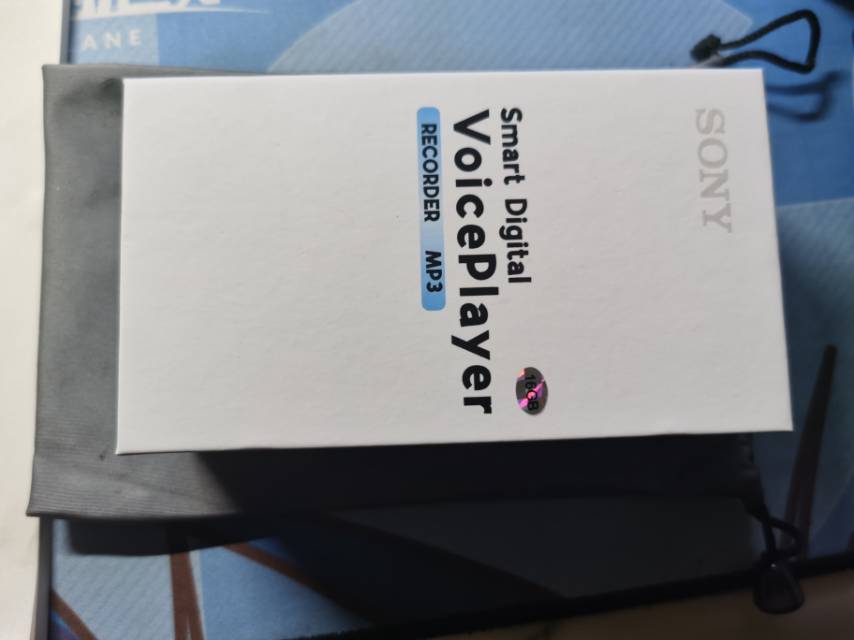 SONY
Smart Digital
VoicePlayer
RECORDER MP3
16GB
ANE